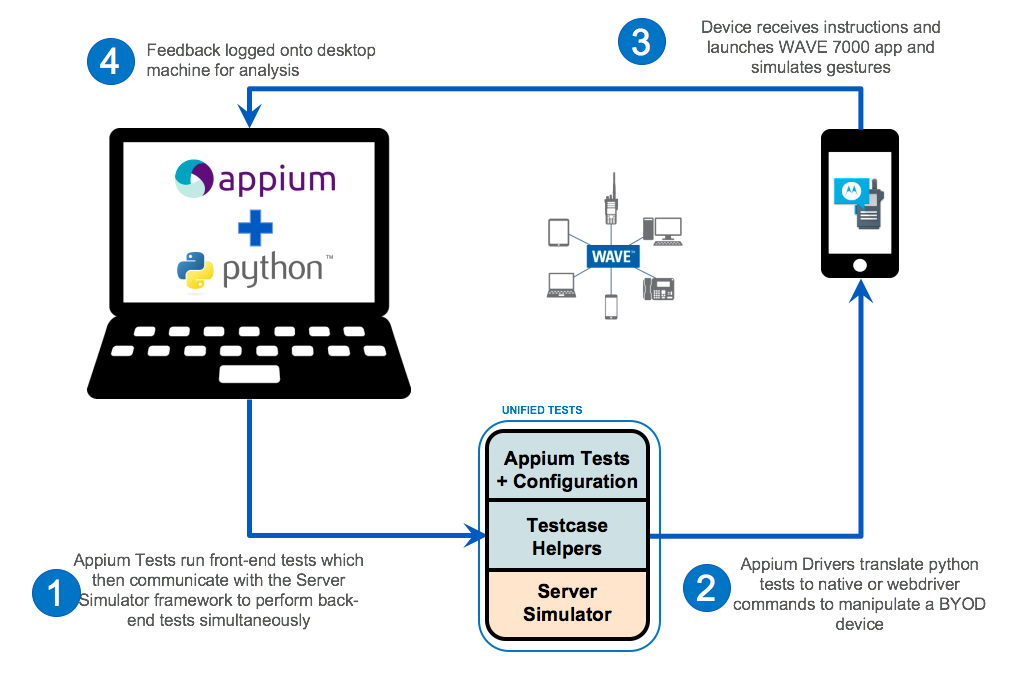 4
Feedback logged onto desktop
machine for analysis
3
Device receives instructions and
launches WAVE 7000 app and
simulates gestures
appium
python™
WAVE™
UNIFIED TESTS
Appium Tests
+ Configuration
Testcase
Helpers
Server
Simulator
1
Appium Tests run front-end tests which
then communicate with the Server
Simulator framework to perform back-
end tests simultaneously
2
Appium Drivers translate python
tests to native or webdriver
commands to manipulate a BYOD
device